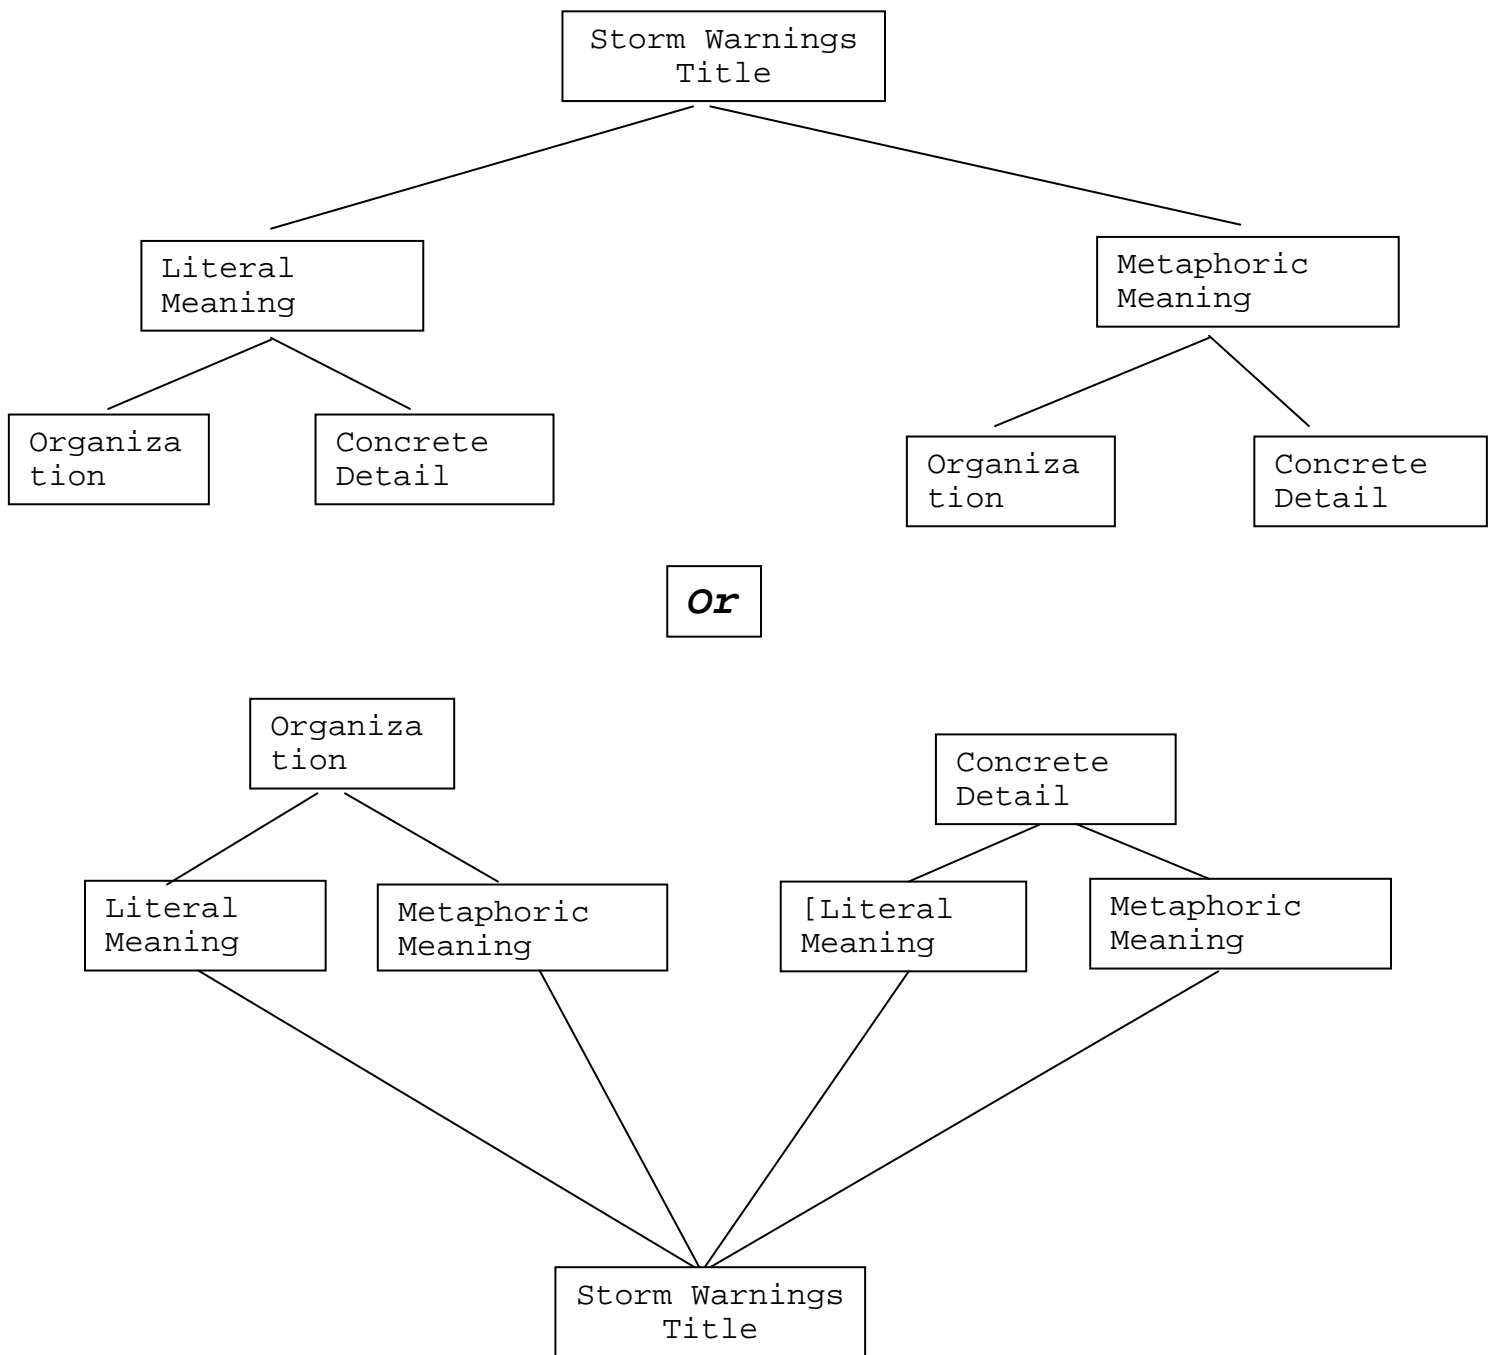 Storm Warnings
Title
Literal
Meaning
Metaphoric
Meaning
Organiza
tion
Concrete
Detail
Organiza
tion
Concrete
Detail
Or
Organiza
tion
Concrete
Detail
Literal
Meaning
Metaphoric
Meaning
[Literal
Meaning
Metaphoric
Meaning
Storm Warnings
Title